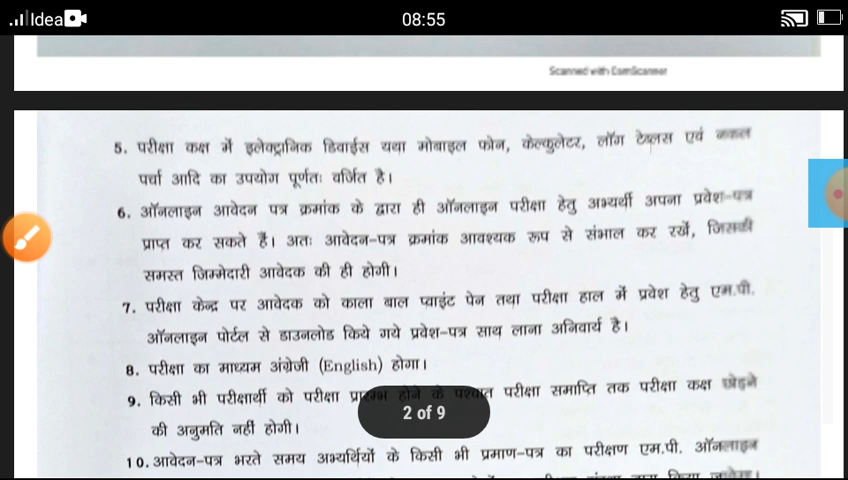 Idea
08:55
Scanned with CamScanner
5. परीक्षा कक्ष में इलेक्ट्रानिक डिवाईस यथा मोबाइल फोन, केल्कुलेटर, लॉग टेबल्स एवं नकल
पर्चा आदि का उपयोग पूर्णतः वर्जित है।
6. ऑनलाइन आवेदन पत्र क्रमांक के द्वारा ही ऑनलाइन परीक्षा हेतु अभ्यर्थी अपना प्रवेश-पत्र
प्राप्त कर सकते हैं। अतः आवेदन-पत्र क्रमांक आवश्यक रूप से संभाल कर रखें, जिसकी
समस्त जिम्मेदारी आवेदक की ही होगी।
7. परीक्षा केन्द्र पर आवेदक को काला बाल प्वाइंट पेन तथा परीक्षा हाल में प्रवेश हेतु एम.पी.
ऑनलाइन पोर्टल से डाउनलोड किये गये प्रवेश-पत्र साथ लाना अनिवार्य है।
8. परीक्षा का माध्यम अंग्रेजी (English) होगा।
9. किसी भी परीक्षार्थी को परीक्षा प्रारम्भ होने के पश्चात परीक्षा समाप्ति तक परीक्षा कक्ष छोड़ने
2 of 9
की अनुमति नहीं होगी।
10. आवेदन-पत्र भरते समय अभ्यर्थियों के किसी भी प्रमाण-पत्र का परीक्षण एम.पी. ऑनलाइन